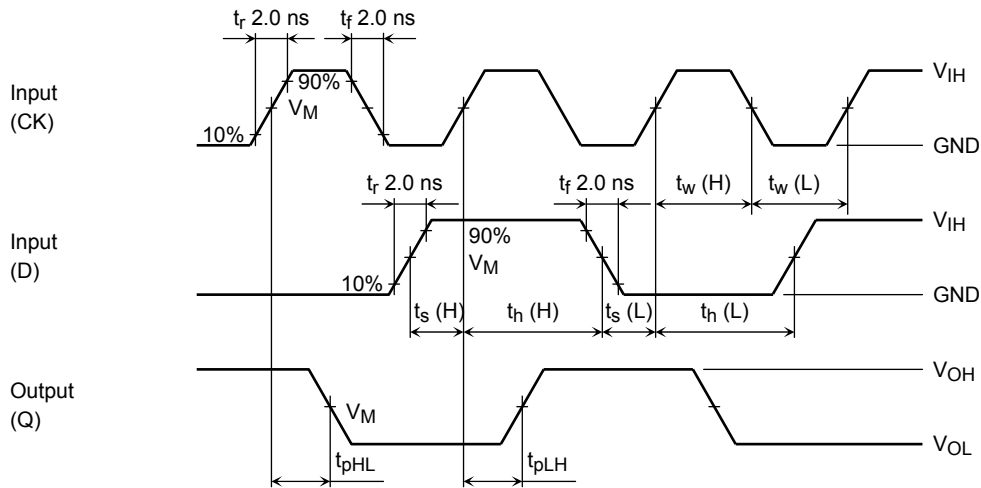 tr 2.0 ns
tf 2.0 ns
Input
(CK)
90%
VM
10%
VIH
GND
tr 2.0 ns
tf 2.0 ns
tw (H)
tw (L)
Input
(D)
90%
VM
10%
VIH
GND
ts (H)
th (H)
ts (L)
th (L)
Output
(Q)
VM
VOH
VOL
tpHL
tpLH